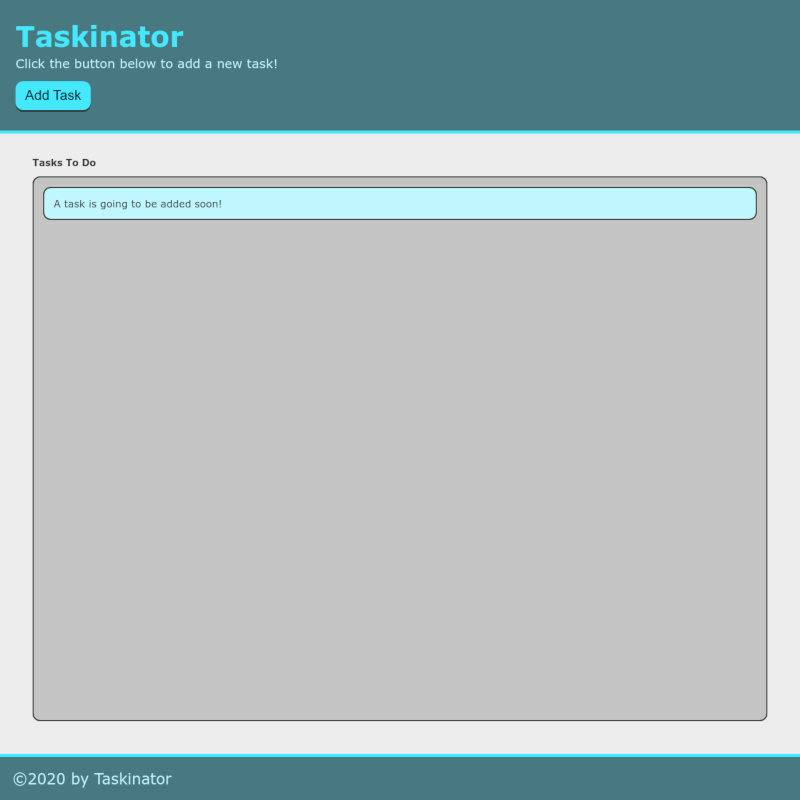 Taskinator
Click the button below to add a new task!
Add Task
Tasks To Do
A task is going to be added soon!
©2020 by Taskinator